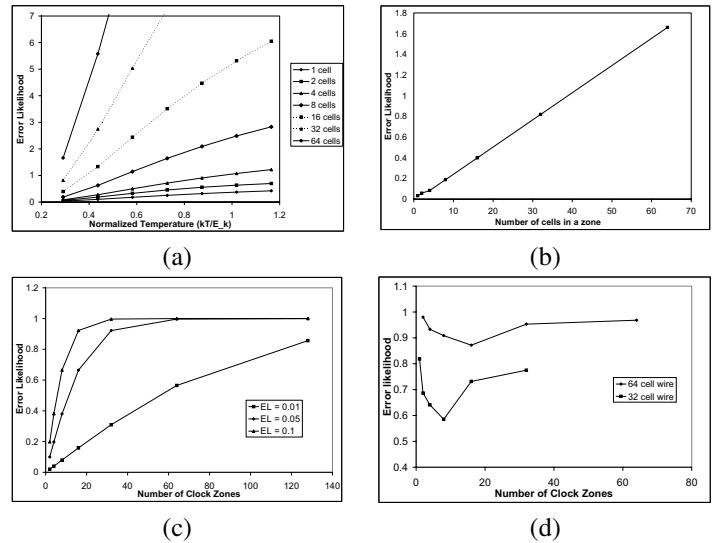 7
6
5
4
3
2
1
0
Error Likelihood
0.2 0.4 0.6 0.8 1 1.2
Normalized Temperature (kT/E_k)
1 cell
2 cells
4 cells
8 cells
16 cells
32 cells
64 cells
(a)
1.8
1.6
1.4
1.2
1
0.8
0.6
0.4
0.2
0
Error Likelihood
0 10 20 30 40 50 60 70
Number of cells in a zone
(b)
1.2
1
0.8
0.6
0.4
0.2
0
Error Likelihood
0 20 40 60 80 100 120 140
Number of Clock Zones
EL = 0.01
EL = 0.05
EL = 0.1
(c)
1.1
1
0.9
0.8
0.7
0.6
0.5
0.4
Error likelihood
0 20 40 60 80
Number of Clock Zones
64 cell wire
32 cell wire
(d)